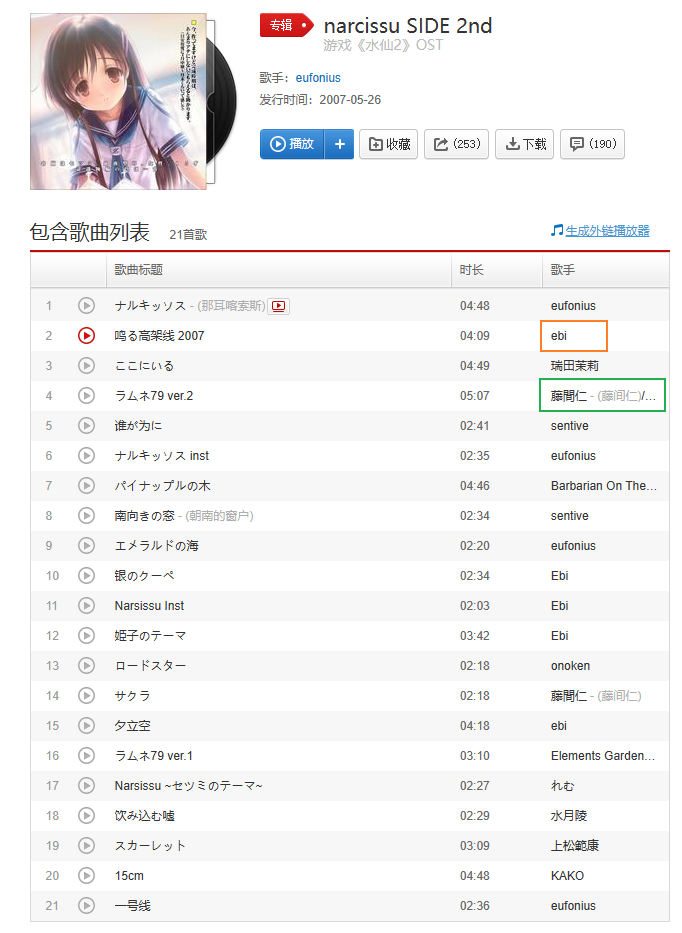 专辑 narcissu SIDE 2nd
游戏《水仙2》OST
歌手：eufonius
发行时间：2007-05-26
播放 + 收藏 (253) 下载 (190)
包含歌曲列表 21首歌 生成外链播放器
歌曲标题 时长 歌手
1 ナルキッソス - (那耳喀索斯) 04:48 eufonius
2 鸣る高架线 2007 04:09 ebi
3 ここにいる 04:49 瑞田茉莉
4 ラムネ79 ver.2 05:07 藤間仁 - (藤间仁)/...
5 谁が为に 02:41 sentive
6 ナルキッソス inst 02:35 eufonius
7 パイナップルの木 04:46 Barbarian On The...
8 南向きの窓 - (朝南的窗户) 02:34 sentive
9 エメラルドの海 02:20 eufonius
10 银のクーペ 02:34 Ebi
11 Narcissu Inst 02:03 Ebi
12 姫子のテーマ 03:42 Ebi
13 ロードスター 02:18 onoken
14 サクラ 02:18 藤間仁 - (藤间仁)
15 夕立空 04:18 ebi
16 ラムネ79 ver.1 03:10 Elements Garden...
17 Narcissu ~セツミのテーマ~ 02:27 れむ
18 饮み込む嘘 02:29 水月陵
19 スカーレット 03:09 上松範康
20 15cm 04:48 KAKO
21 一号线 02:36 eufonius